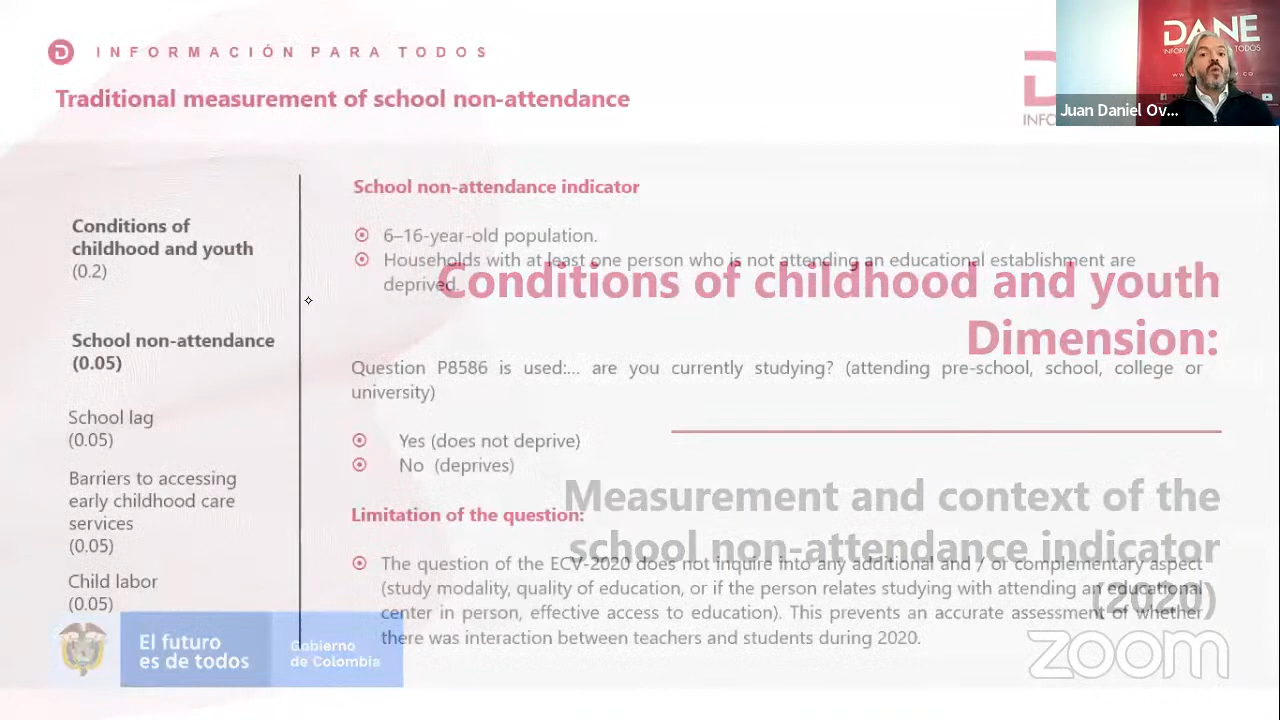 INFORMACIÓN PARA TODOS
Traditional measurement of school non-attendance
DANE
INFORMACIÓN PARA TODOS
Juan Daniel Ov...
Conditions of
childhood and youth
(0.2)
School non-attendance
(0.05)
School lag
(0.05)
Barriers to accessing
early childhood care
services
(0.05)
Child labor
(0.05)
School non-attendance indicator
6–16-year-old population.
Households with at least one person who is not attending an educational establishment are
deprived.
Question P8586 is used:... are you currently studying? (attending pre-school, school, college or
university)
Yes (does not deprive)
No (deprives)
Limitation of the question:
The question of the ECV-2020 does not inquire into any additional and / or complementary aspect
(study modality, quality of education, or if the person relates studying with attending an educational
center in person, effective access to education). This prevents an accurate assessment of whether
there was interaction between teachers and students during 2020.
Conditions of childhood and youth
Dimension:
Measurement and context of the
school non-attendance indicator
(2020)
El futuro
es de todos
Gobierno
de Colombia
zoom